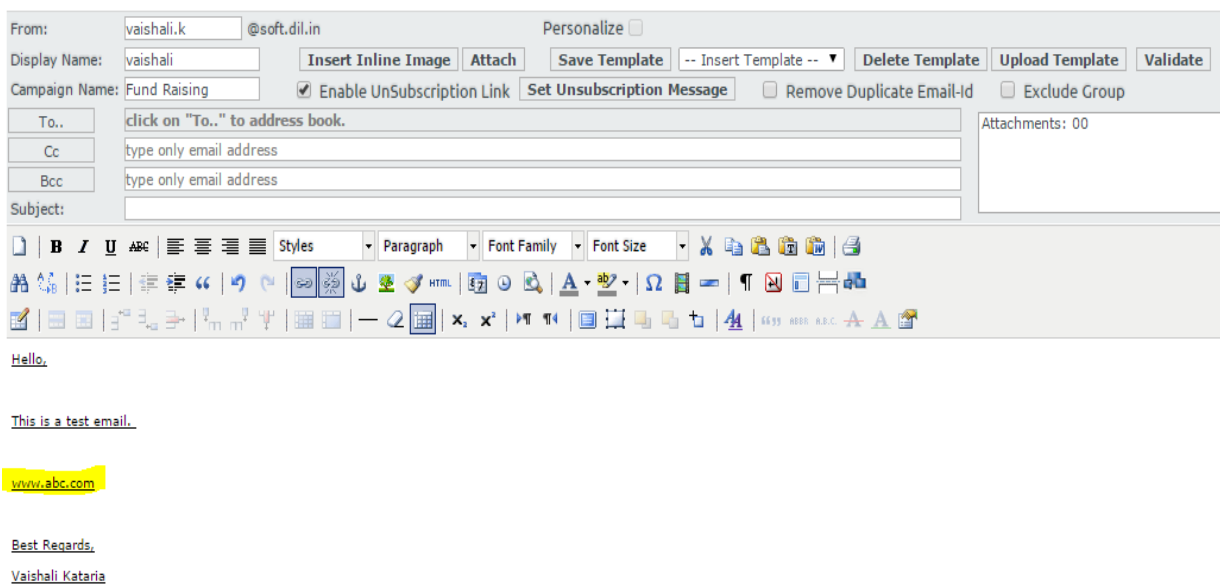 From: vaishali.k @soft.dil.in Personalize
Display Name: vaishali Insert Inline Image Attach Save Template -- Insert Template -- Delete Template Upload Template Validate
Campaign Name: Fund Raising Enable UnSubscription Link Set Unsubscription Message Remove Duplicate Email-Id Exclude Group
To.. click on "To.." to address book. Attachments: 00
Cc type only email address
Bcc type only email address
Subject:
B I U ABC Styles Paragraph Font Family Font Size
HTML
Hello,
This is a test email.
www.abc.com
Best Regards,
Vaishali Kataria